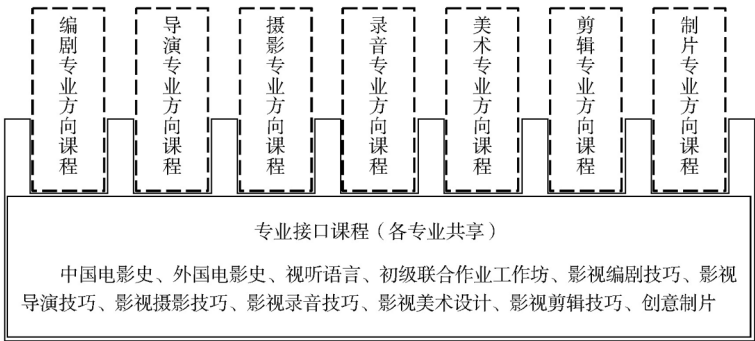 编剧专业方向课程
导演专业方向课程
摄影专业方向课程
录音专业方向课程
美术专业方向课程
剪辑专业方向课程
制片专业方向课程
专业接口课程（各专业共享）
中国电影史、外国电影史、视听语言、初级联合作业工作坊、影视编剧技巧、影视
导演技巧、影视摄影技巧、影视录音技巧、影视美术设计、影视剪辑技巧、创意制片